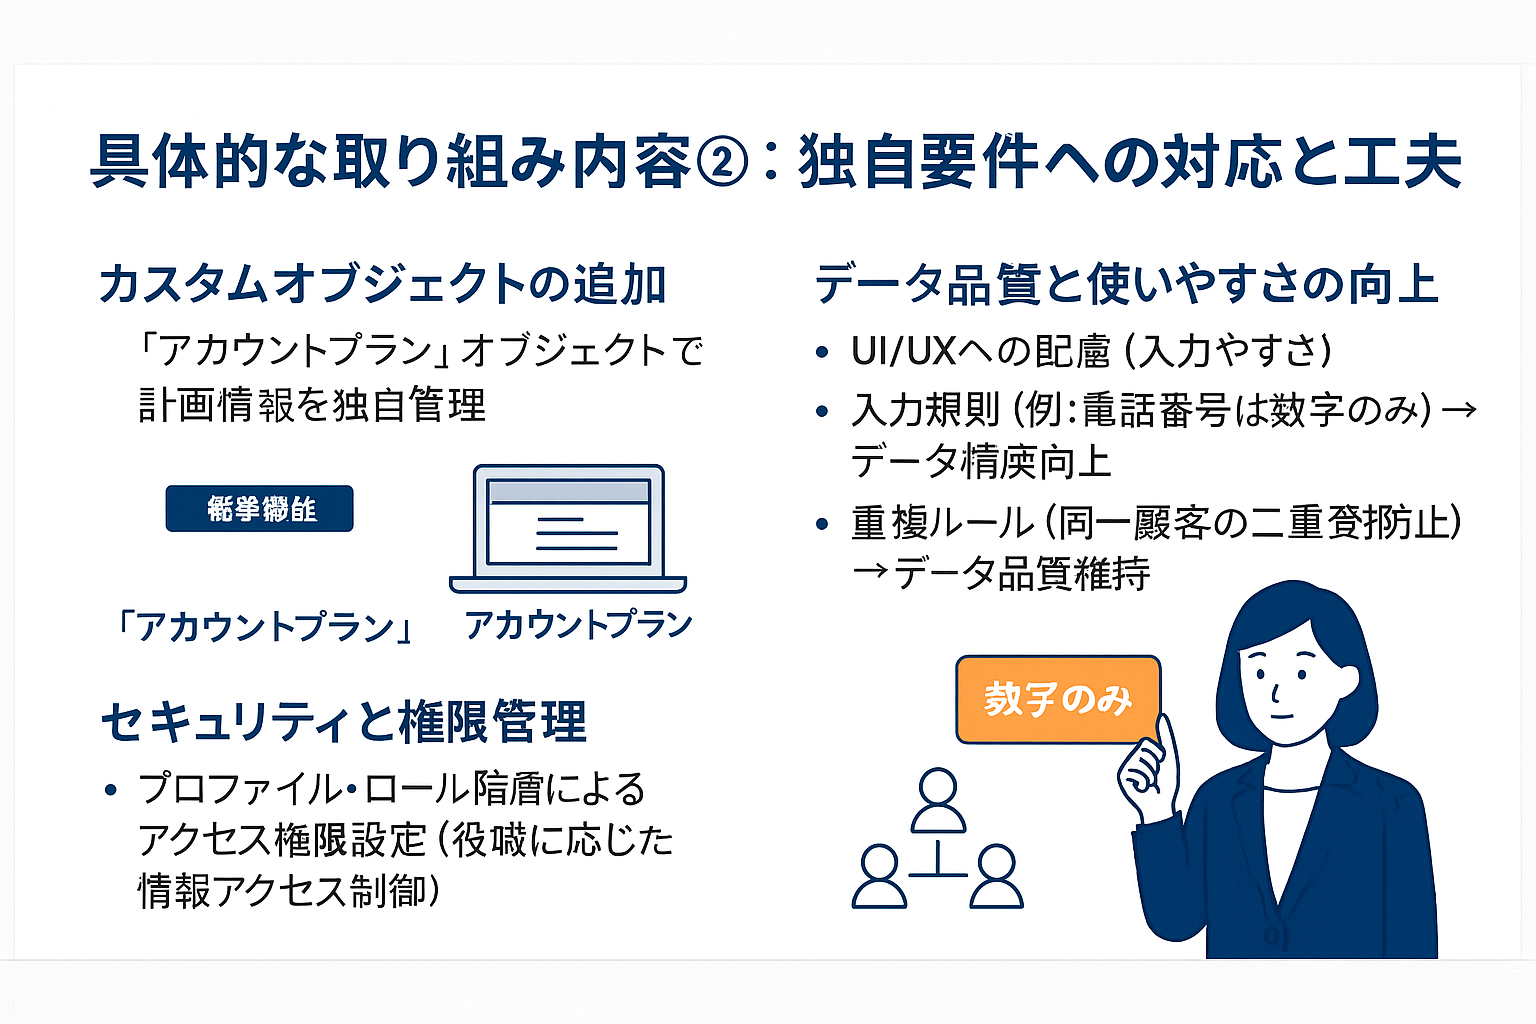 具体的な取り組み内容②：独自要件への対応と工夫
カスタムオブジェクトの追加
「アカウントプラン」オブジェクトで
計画情報を独自管理
「アカウントプラン」
アカウントプラン
セキュリティと権限管理
• プロファイル・ロール階層による
アクセス権限設定（役職に応じた
情報アクセス制御）
データ品質と使いやすさの向上
• UI/UXへの配慮（入力やすさ）
• 入力規則（例：電話番号は数字のみ）→
データ精度向上
• 重複ルール（同一顧客の二重登防止）
→データ品質維持
数字のみ